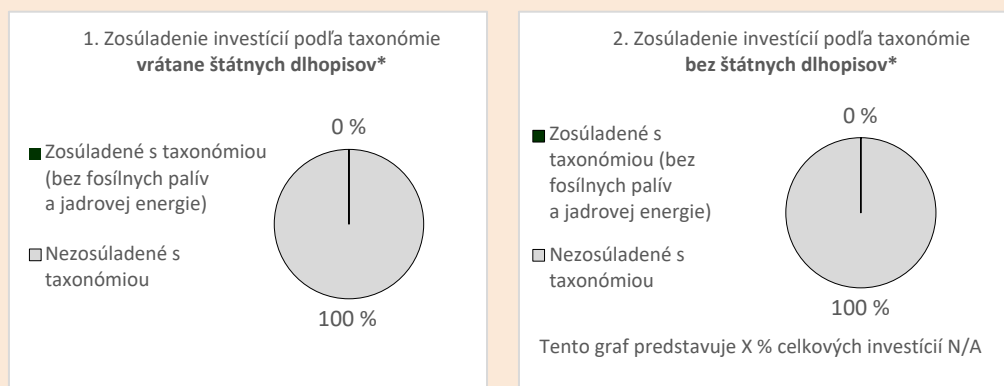 1. Zosúladenie investícií podľa taxonómie
vrátane štátnych dlhopisov*
0 %
Zosúladené s taxonómiou
(bez fosílnych palív
a jadrovej energie)
Nezosúladené s
taxonómiou
100 %
2. Zosúladenie investícií podľa taxonómie
bez štátnych dlhopisov*
0 %
Zosúladené s
taxonómiou (bez
fosílnych palív
a jadrovej energie)
Nezosúladené s
taxonómiou
100 %
Tento graf predstavuje X % celkových investícií N/A